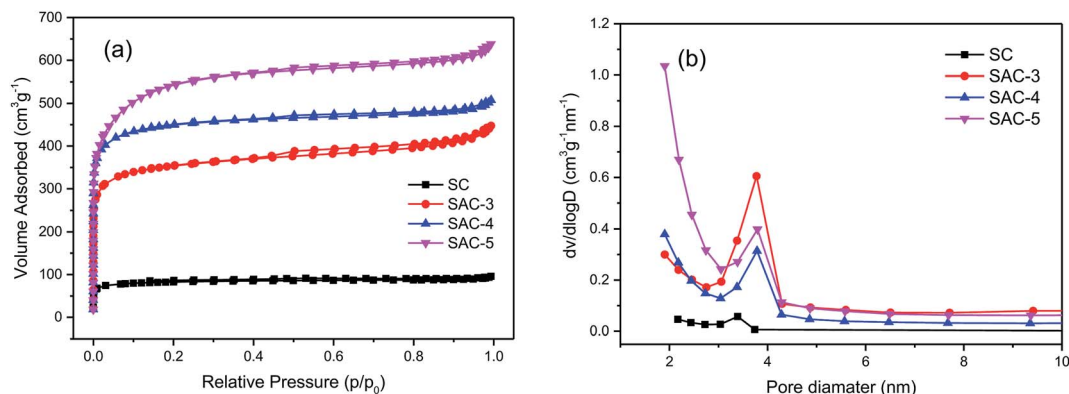 (a)
Volume Adsorbed (cm³g⁻¹)
700
600
500
400
300
200
100
0
0.0 0.2 0.4 0.6 0.8 1.0
Relative Pressure (p/p₀)
SC
SAC-3
SAC-4
SAC-5
(b)
dv/dlogD (cm³g⁻¹nm⁻¹)
1.2
1.0
0.8
0.6
0.4
0.2
0.0
2 4 6 8 10
Pore diamater (nm)
SC
SAC-3
SAC-4
SAC-5